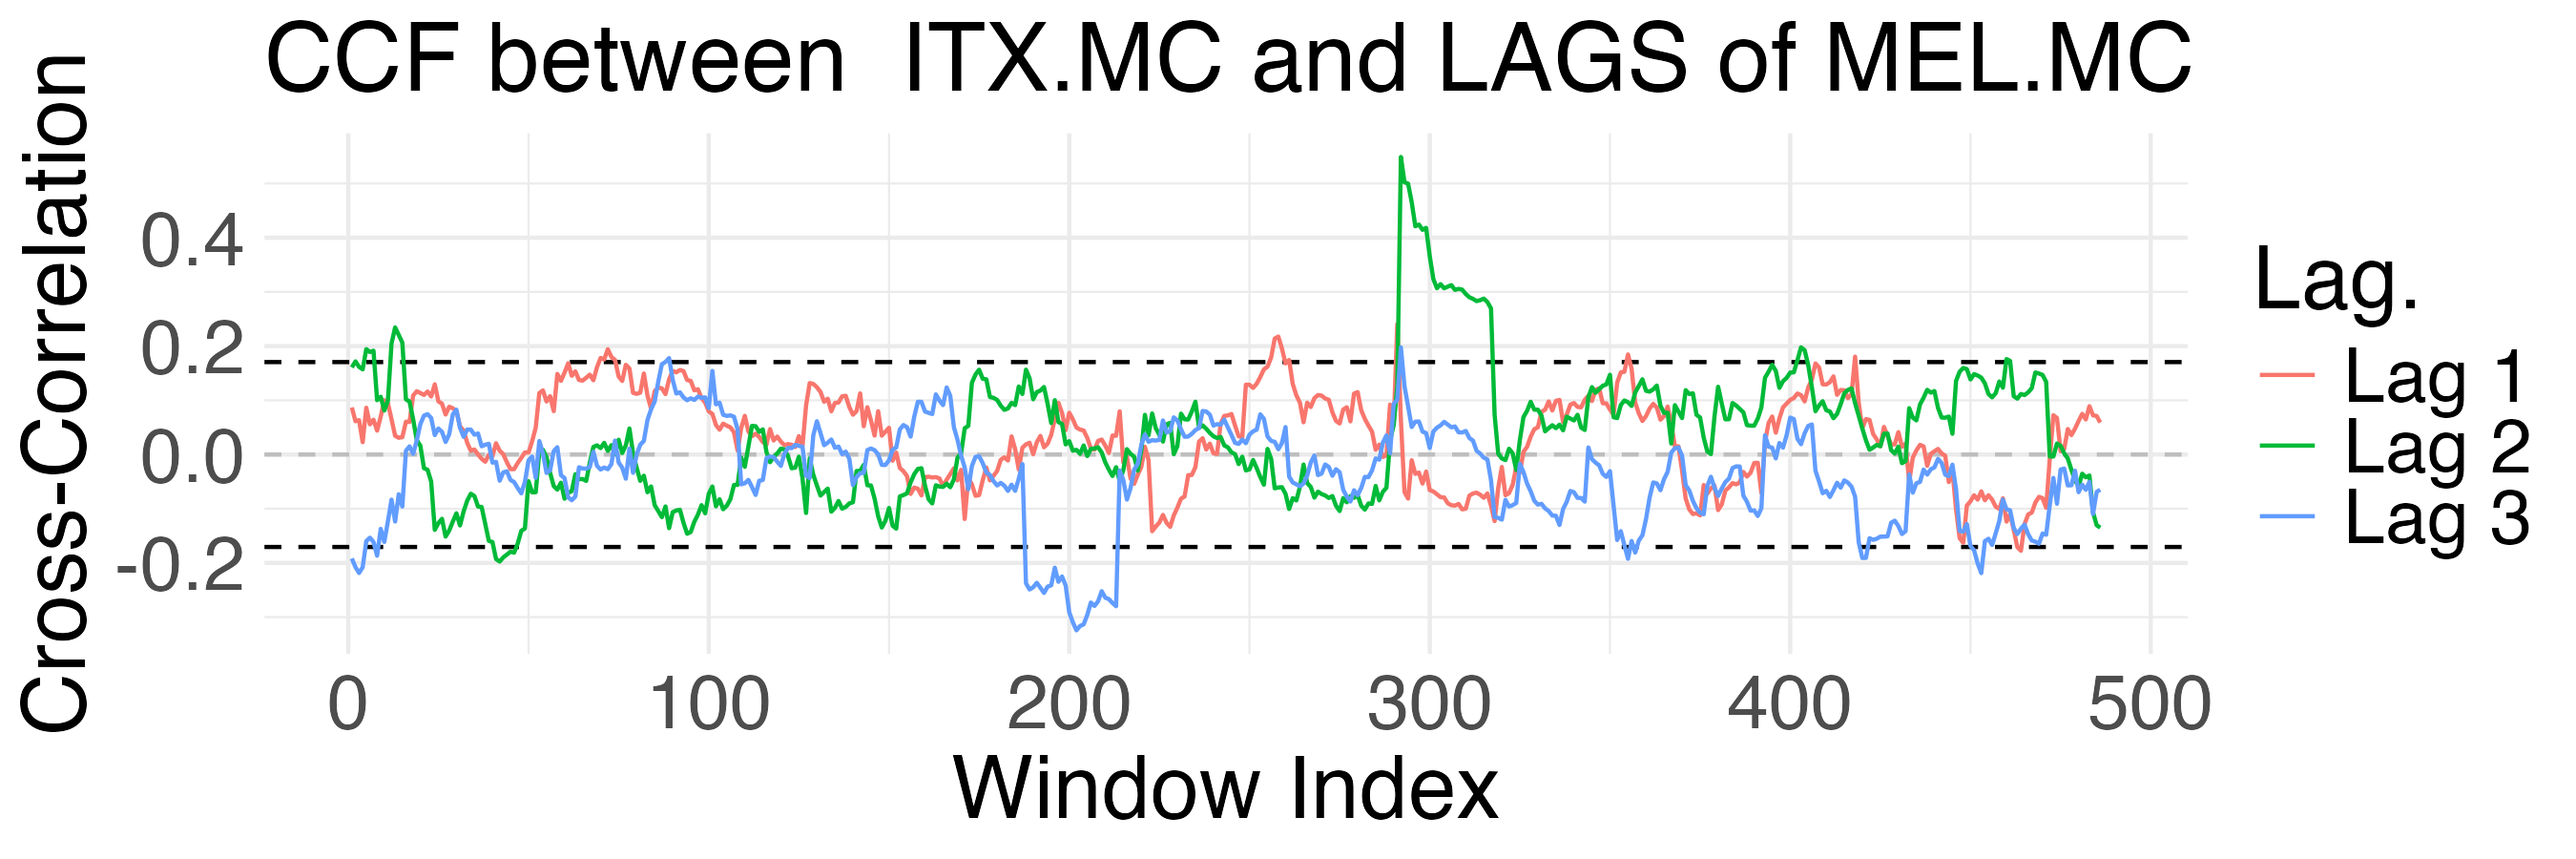 CCF between  ITX.MC and LAGS of MEL.MC
Cross-Correlation
0.4
0.2
0.0
-0.2
0 100 200 300 400 500
Window Index
Lag.
Lag 1
Lag 2
Lag 3